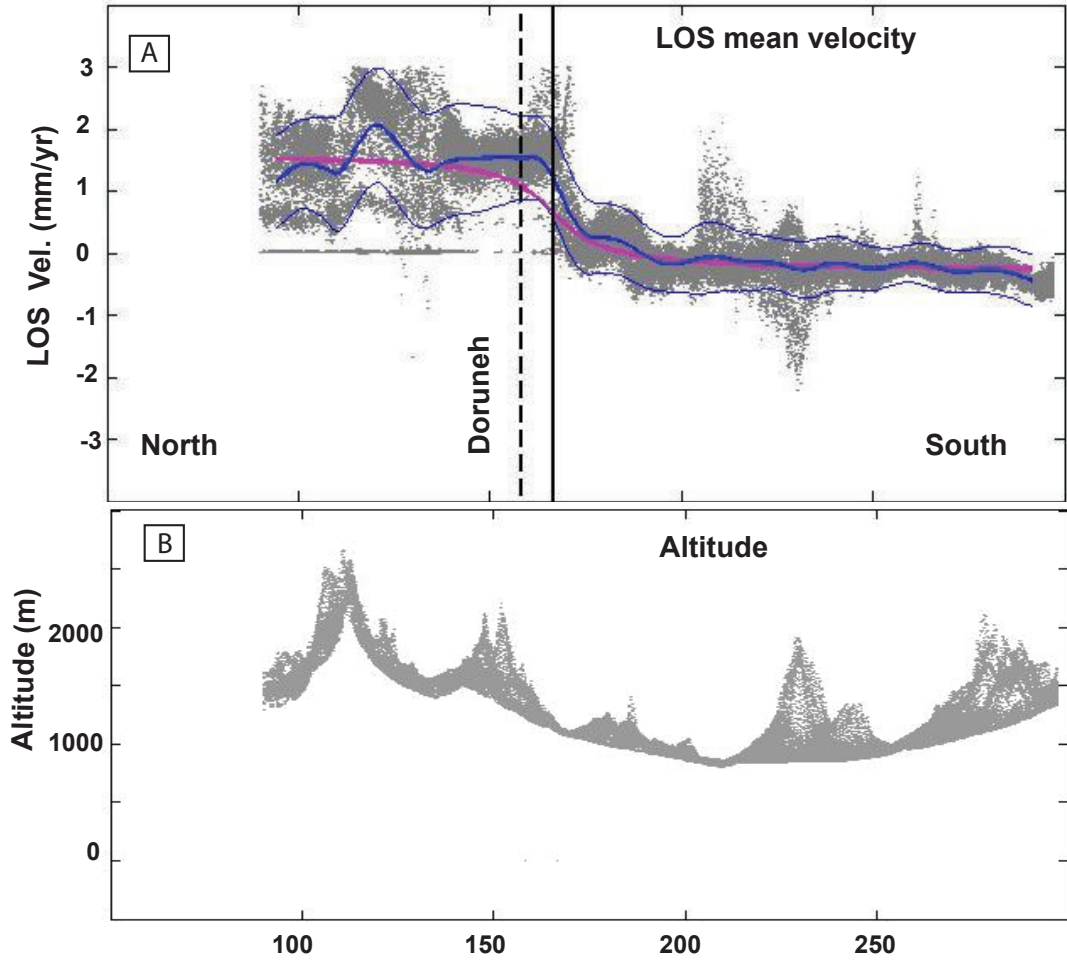 A
LOS mean velocity
3
2
1
0
-1
-2
-3
LOS Vel. (mm/yr)
Doruneh
North
South
B
Altitude
2000
1000
0
Altitude (m)
100
150
200
250